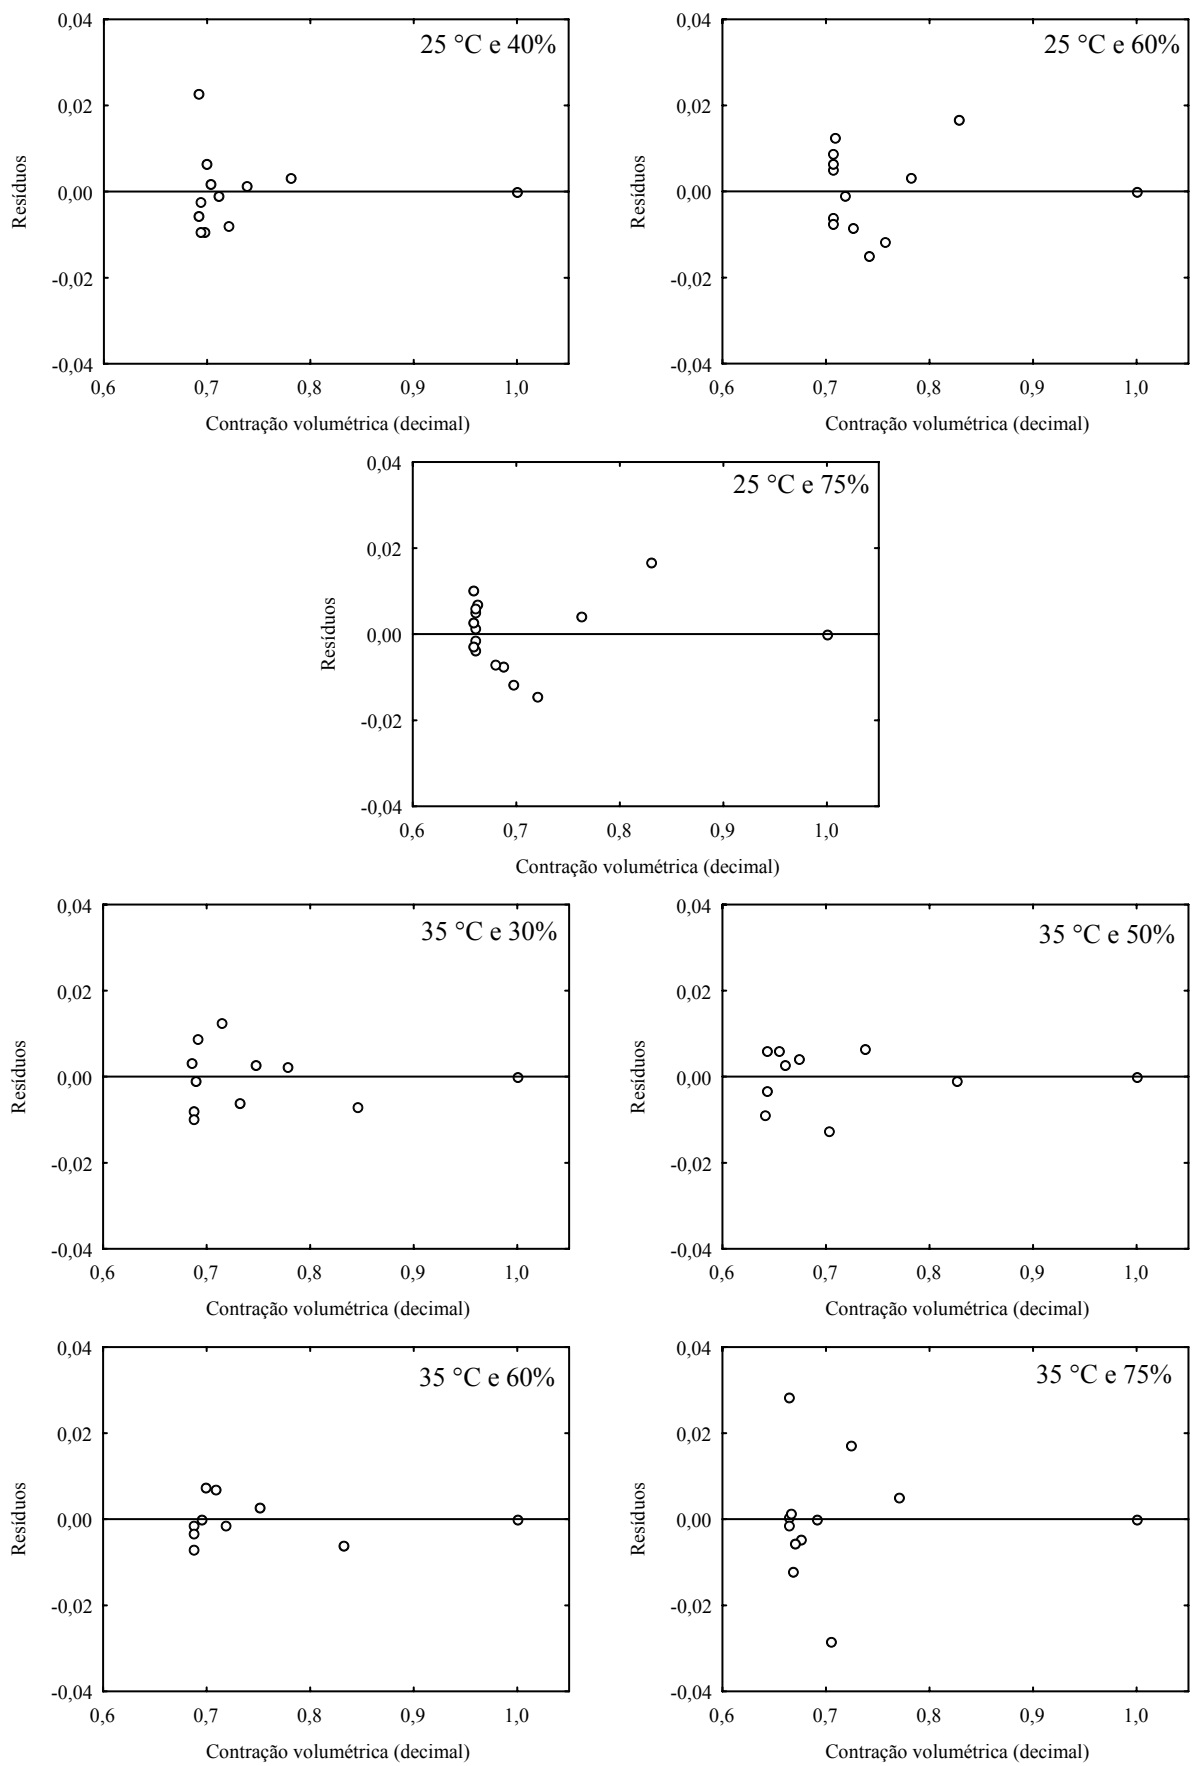 0,04
25 °C e 40%
0,02
0,00
-0,02
-0,04
Resíduos
0,6 0,7 0,8 0,9 1,0
Contração volumétrica (decimal)
0,04
25 °C e 60%
0,02
0,00
-0,02
-0,04
Resíduos
0,6 0,7 0,8 0,9 1,0
Contração volumétrica (decimal)
0,04
25 °C e 75%
0,02
0,00
-0,02
-0,04
Resíduos
0,6 0,7 0,8 0,9 1,0
Contração volumétrica (decimal)
0,04
35 °C e 30%
0,02
0,00
-0,02
-0,04
Resíduos
0,6 0,7 0,8 0,9 1,0
Contração volumétrica (decimal)
0,04
35 °C e 50%
0,02
0,00
-0,02
-0,04
Resíduos
0,6 0,7 0,8 0,9 1,0
Contração volumétrica (decimal)
0,04
35 °C e 60%
0,02
0,00
-0,02
-0,04
Resíduos
0,6 0,7 0,8 0,9 1,0
Contração volumétrica (decimal)
0,04
35 °C e 75%
0,02
0,00
-0,02
-0,04
Resíduos
0,6 0,7 0,8 0,9 1,0
Contração volumétrica (decimal)